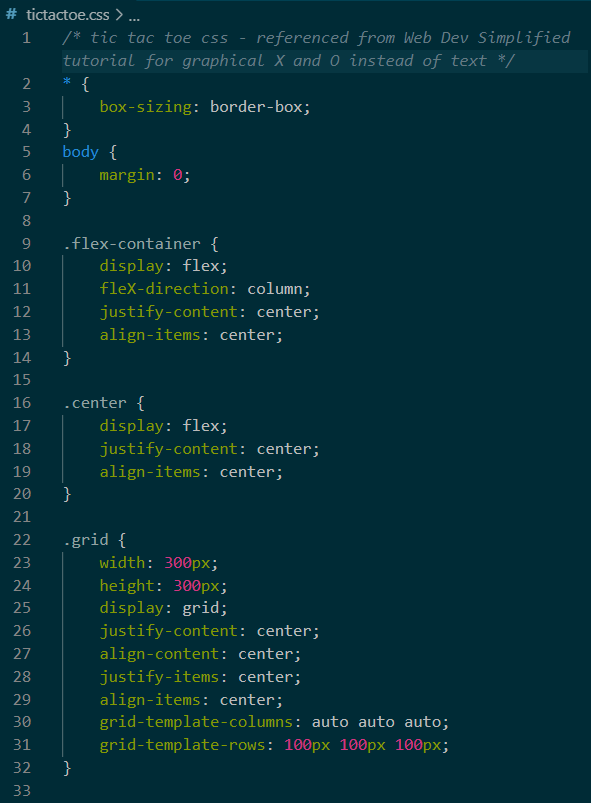 # tictactoe.css > ...
1 /* tic tac toe css - referenced from Web Dev Simplified
tutorial for graphical X and O instead of text */
2 * {
3     box-sizing: border-box;
4 }
5 body {
6     margin: 0;
7 }
8
9 .flex-container {
10     display: flex;
11     fleX-direction: column;
12     justify-content: center;
13     align-items: center;
14 }
15
16 .center {
17     display: flex;
18     justify-content: center;
19     align-items: center;
20 }
21
22 .grid {
23     width: 300px;
24     height: 300px;
25     display: grid;
26     justify-content: center;
27     align-content: center;
28     justify-items: center;
29     align-items: center;
30     grid-template-columns: auto auto auto;
31     grid-template-rows: 100px 100px 100px;
32 }
33